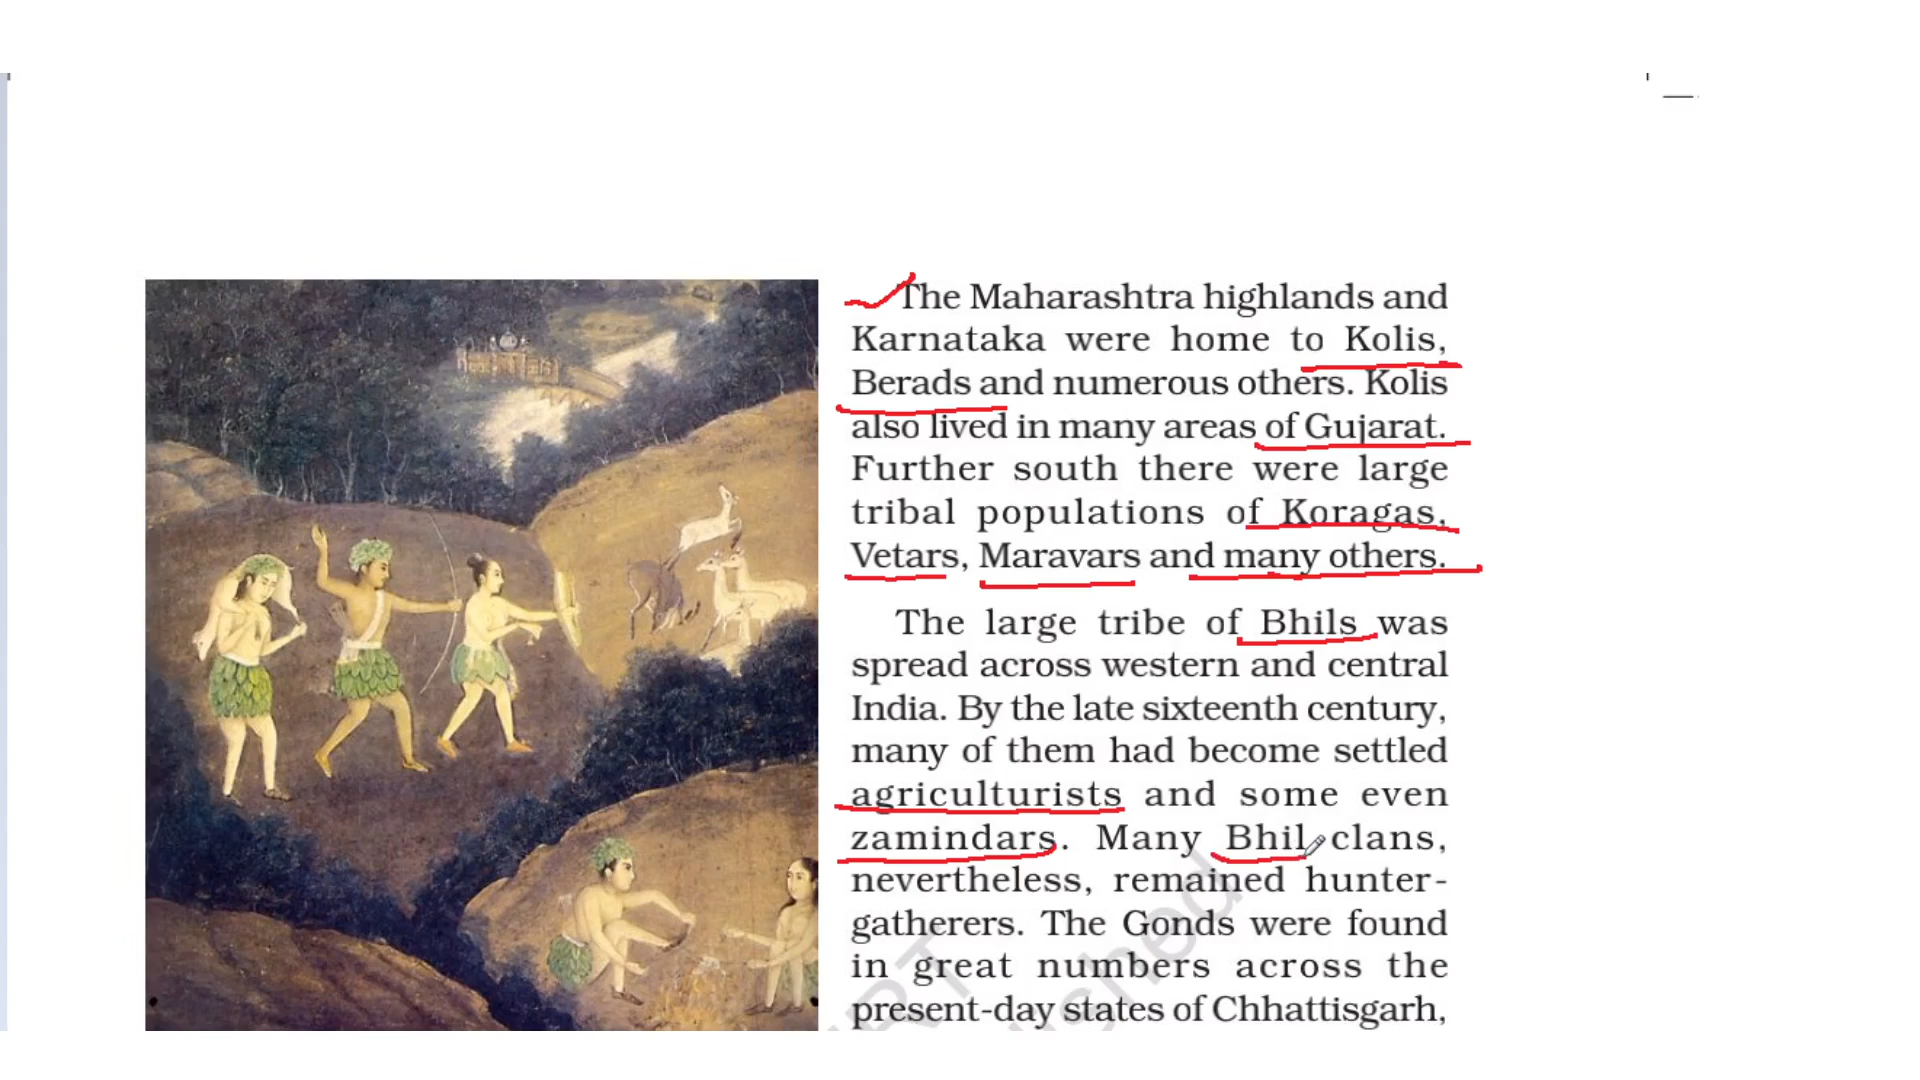 The Maharashtra highlands and
Karnataka were home to Kolis,
Berads and numerous others. Kolis
also lived in many areas of Gujarat.
Further south there were large
tribal populations of Koragas,
Vetars, Maravars and many others.
The large tribe of Bhils was
spread across western and central
India. By the late sixteenth century,
many of them had become settled
agriculturists and some even
zamindars. Many Bhil clans,
nevertheless, remained hunter-
gatherers. The Gonds were found
in great numbers across the
present-day states of Chhattisgarh,